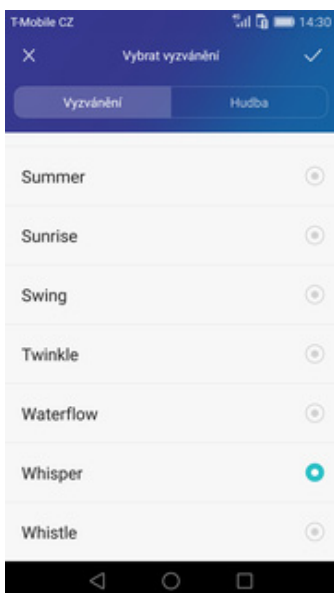 T-Mobile CZ 14:30
Vybrat vyzvánění
Vyzvánění Hudba
Summer
Sunrise
Swing
Twinkle
Waterflow
Whisper
Whistle